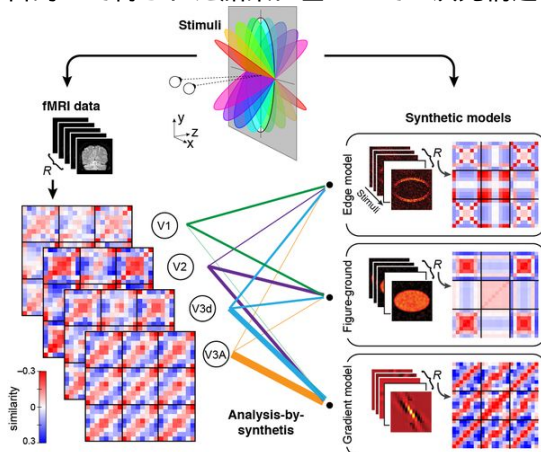 Stimuli
fMRI data
R
y
z
x
Synthetic models
Edge model
Stimuli
R
V1
V2
V3d
V3A
Figure-ground
R
−0.3
0
0.3
similarity
Analysis-by-
synthetis
Gradient model
R